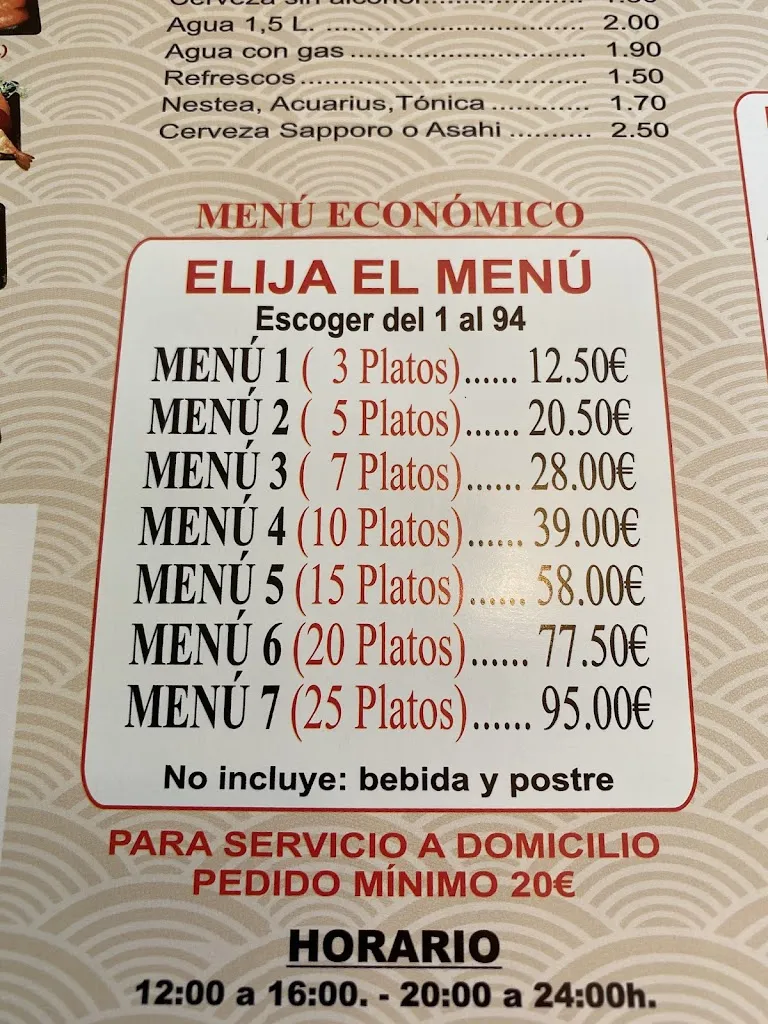 Cerveza sin alcohol
Agua 1,5 L. .................. 2.00
Agua con gas .......................... 1.90
Refrescos ................................ 1.50
Nestea, Acuarius,Tónica ............ 1.70
Cerveza Sapporo o Asahi .......... 2.50
MENÚ ECONÓMICO
ELIJA EL MENÚ
Escoger del 1 al 94
MENÚ 1 ( 3 Platos)...... 12.50€
MENÚ 2 ( 5 Platos)...... 20.50€
MENÚ 3 ( 7 Platos)...... 28.00€
MENÚ 4 (10 Platos)...... 39.00€
MENÚ 5 (15 Platos)...... 58.00€
MENÚ 6 (20 Platos)...... 77.50€
MENÚ 7 (25 Platos)...... 95.00€
No incluye: bebida y postre
PARA SERVICIO A DOMICILIO
PEDIDO MÍNIMO 20€
HORARIO
12:00 a 16:00. - 20:00 a 24:00h.